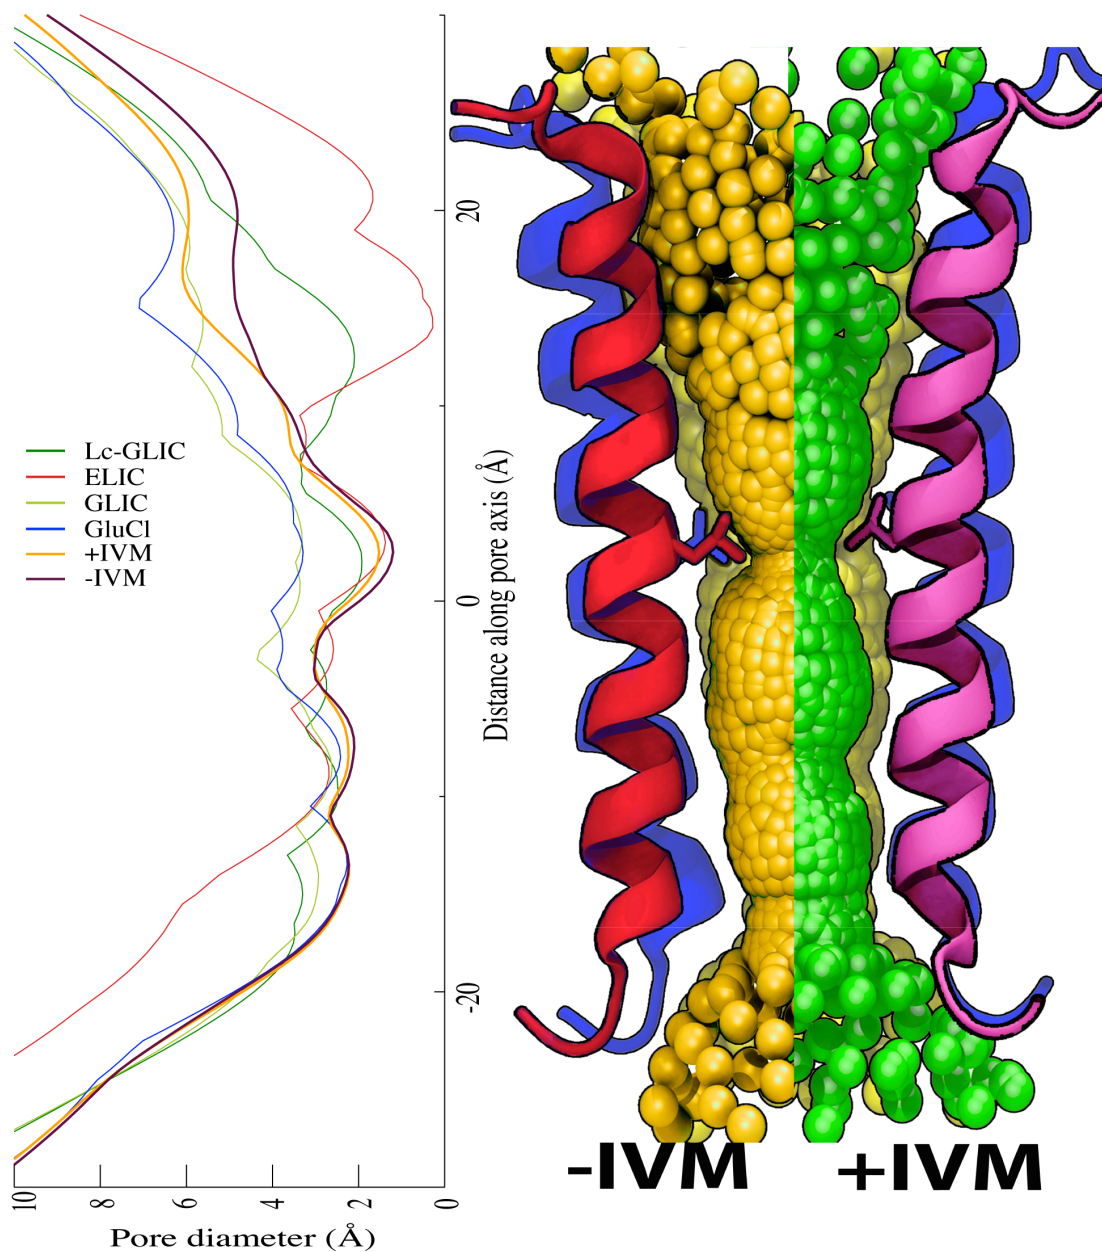 20
0
-20
Distance along pore axis (Å)
Lc-GLIC
ELIC
GLIC
GluCl
+IVM
-IVM
10
8
6
4
2
0
Pore diameter (Å)
-IVM
+IVM